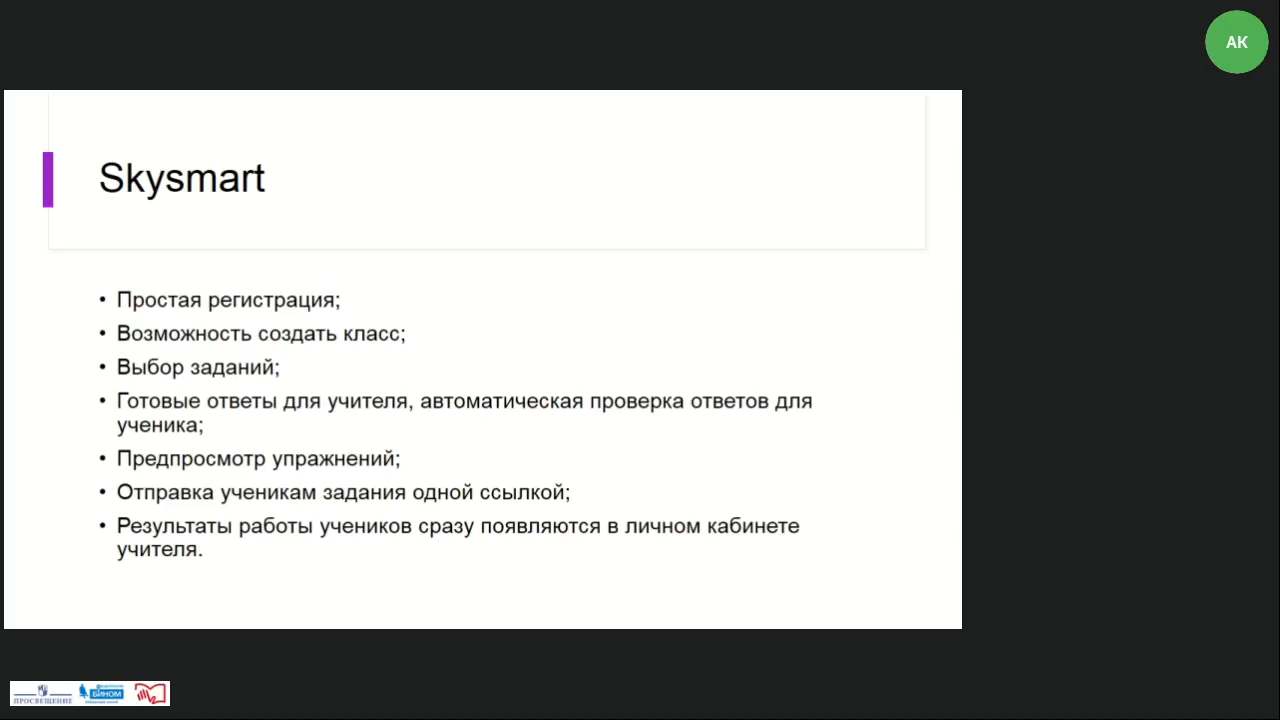 АК
Skysmart
• Простая регистрация;
• Возможность создать класс;
• Выбор заданий;
• Готовые ответы для учителя, автоматическая проверка ответов для
ученика;
• Предпросмотр упражнений;
• Отправка ученикам задания одной ссылкой;
• Результаты работы учеников сразу появляются в личном кабинете
учителя.
ПРОСВЕЩЕНИЕ
БИНОМ